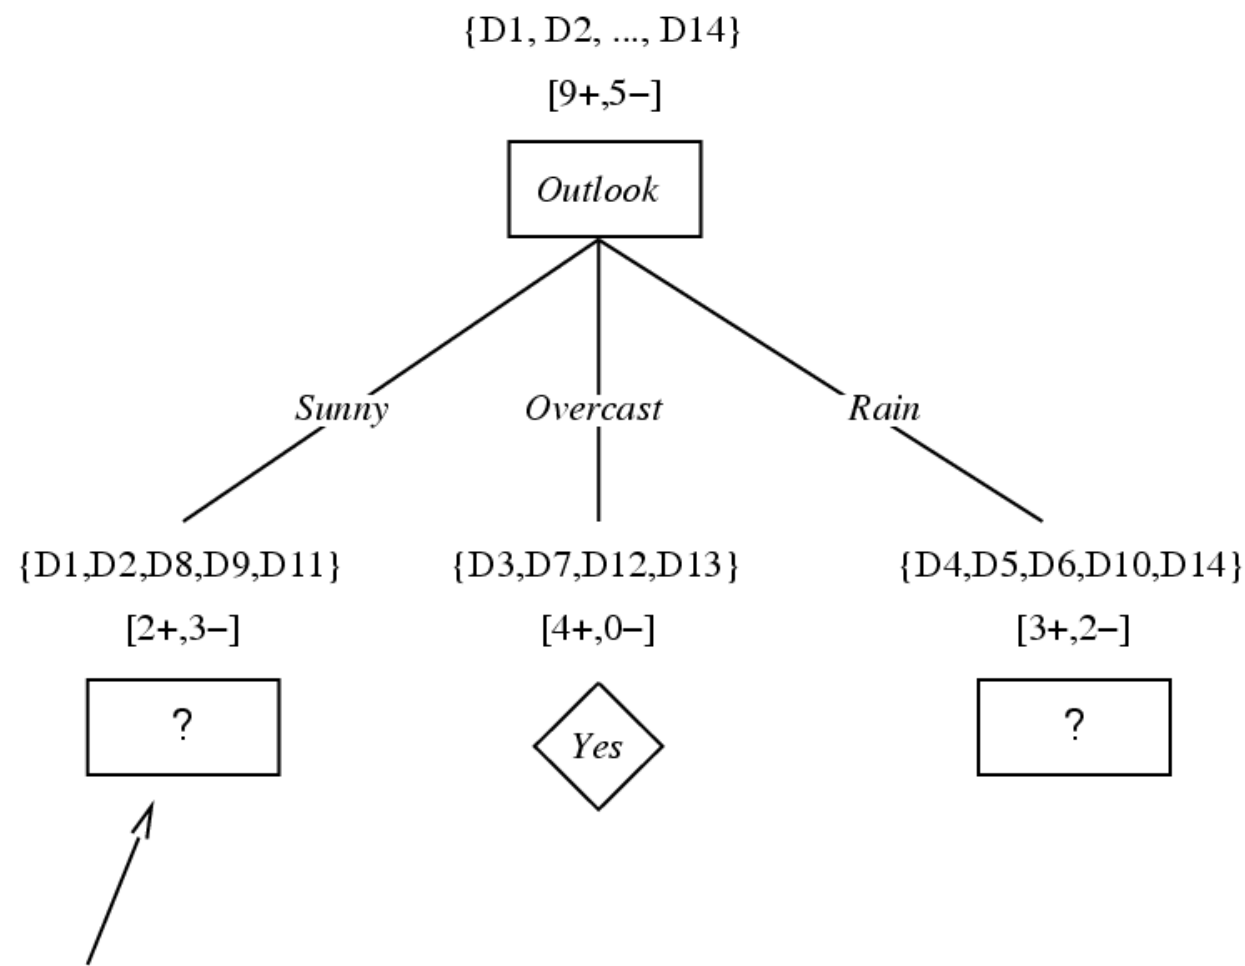 {D1, D2, ..., D14}
[9+,5−]
Outlook
Sunny
Overcast
Rain
{D1,D2,D8,D9,D11}
{D3,D7,D12,D13}
{D4,D5,D6,D10,D14}
[2+,3−]
[4+,0−]
[3+,2−]
?
Yes
?